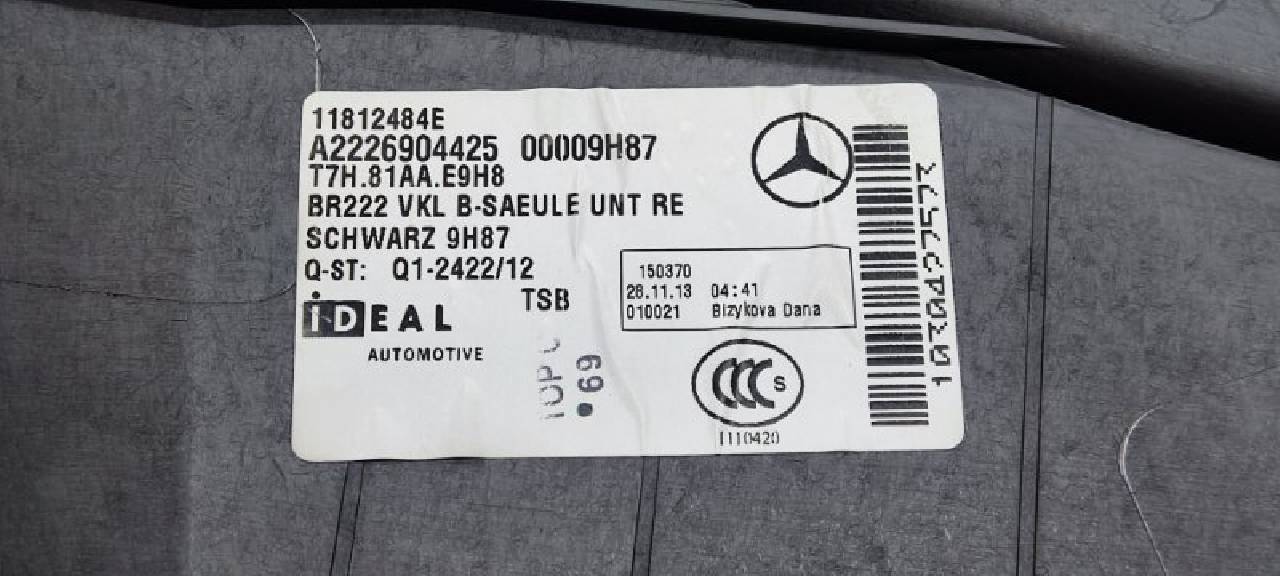 11812484E
A2226904425 00009H87
T7H.81AA.E9H8
BR222 VKL B-SAEULE UNT RE
SCHWARZ 9H87
Q-ST: Q1-2422/12
TSB
iDEAL
AUTOMOTIVE
150370
28.11.13 04:41
010021 Bizykova Dana
CCC S
1110420
69